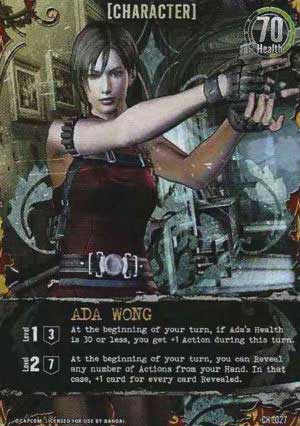 [CHARACTER]
70
Health
ADA WONG
Level 1 3
At the beginning of your turn, if Ada's Health
is 30 or less, you get +1 Action during this turn.
Level 2 7
At the beginning of your turn, you can Reveal
any number of Actions from your Hand. In that
case, +1 card for every card Revealed.
©CAPCOM. LICENSED FOR USE BY BANDAI.
CH-027